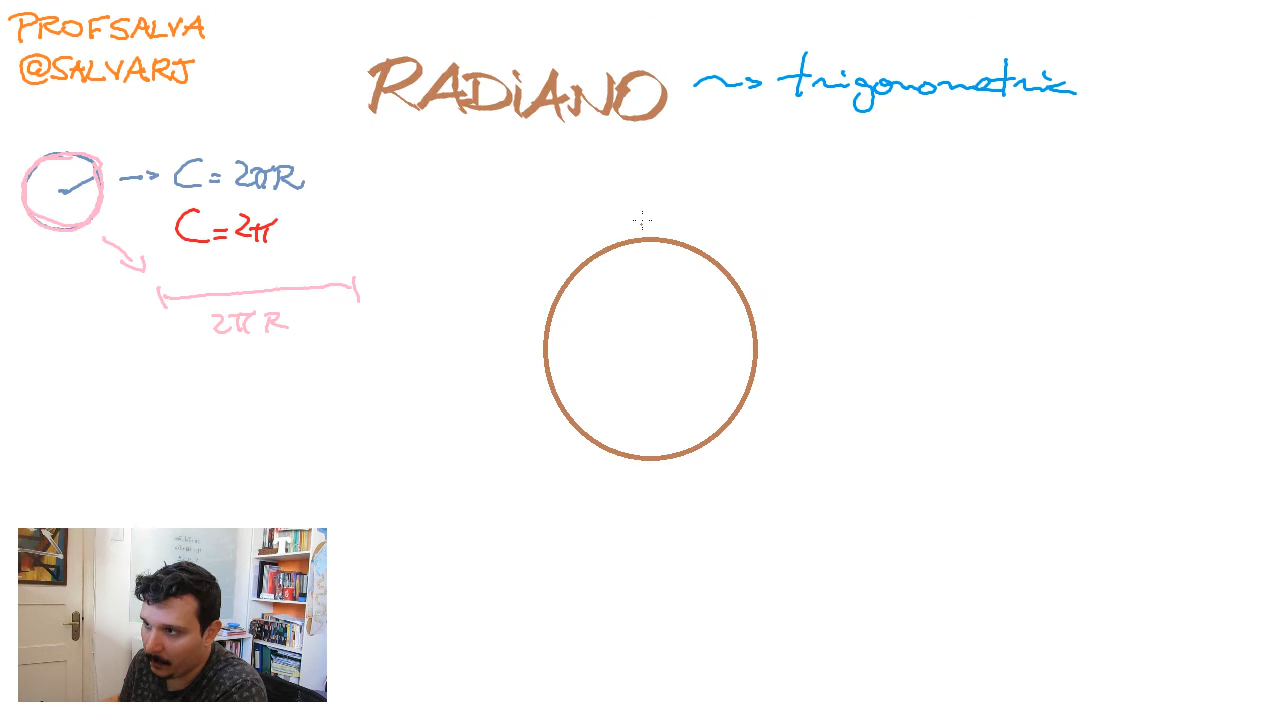 PROFSALVA
@SALVARJ
RADiANO → trigonometria
→ C = 2πR
C = 2π
2πR